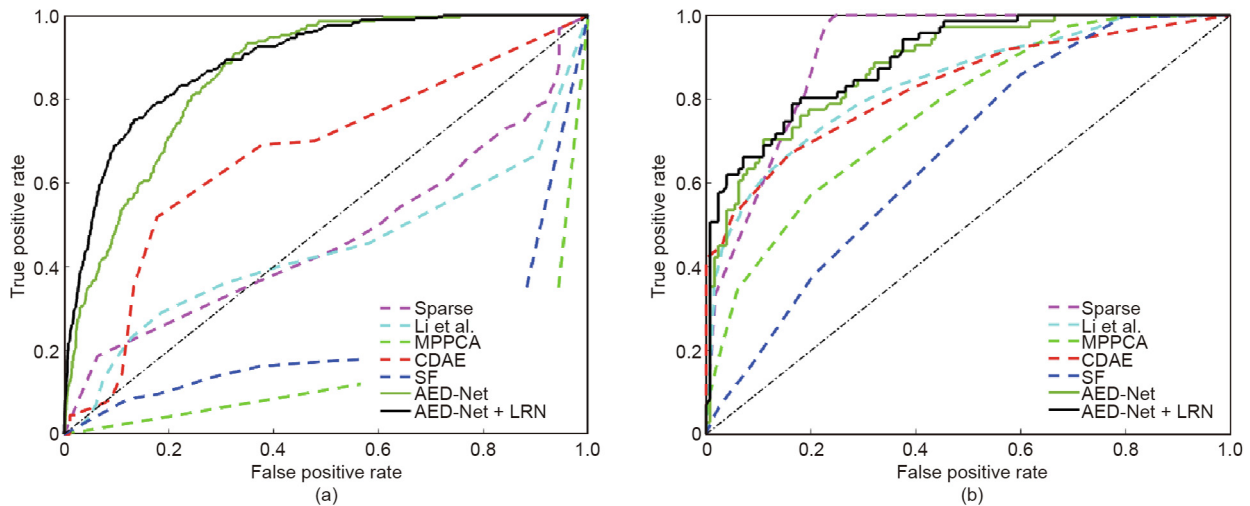 1.0
0.8
0.6
0.4
0.2
0
True positive rate
0 0.2 0.4 0.6 0.8 1.0
False positive rate
(a)
Sparse
Li et al.
MPPCA
CDAE
SF
AED-Net
AED-Net + LRN
1.0
0.8
0.6
0.4
0.2
0
True positive rate
0 0.2 0.4 0.6 0.8 1.0
False positive rate
(b)
Sparse
Li et al.
MPPCA
CDAE
SF
AED-Net
AED-Net + LRN